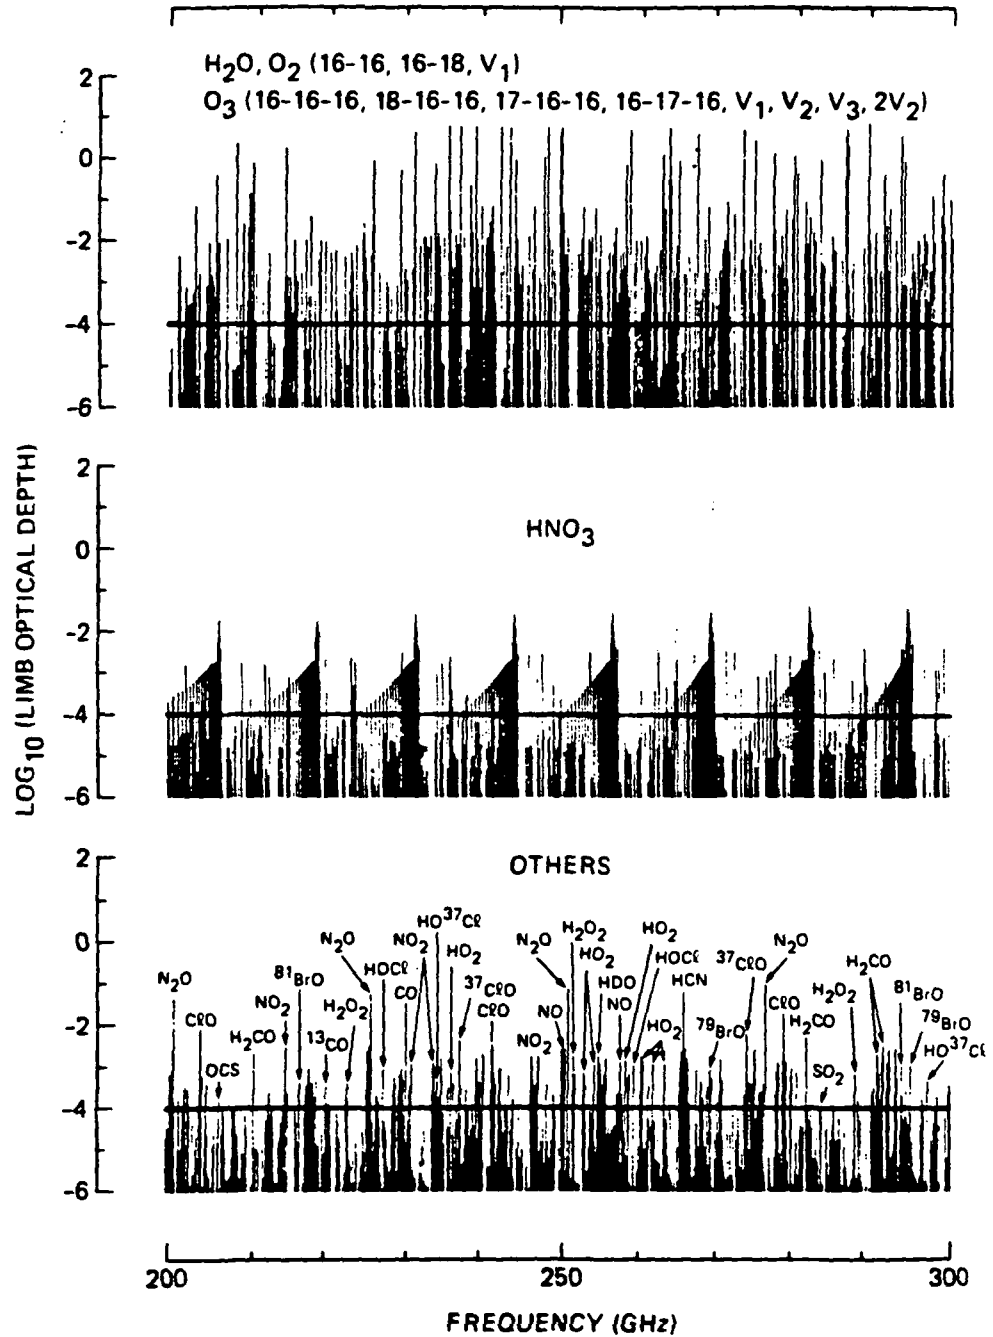 H2O, O2 (16-16, 16-18, V1)
O3 (16-16-16, 18-16-16, 17-16-16, 16-17-16, V1, V2, V3, 2V2)
2
0
-2
-4
-6
LOG10 (LIMB OPTICAL DEPTH)
HNO3
2
0
-2
-4
-6
OTHERS
2
0
-2
-4
-6
N2O
CℓO
OCS
H2CO
NO2
81BrO
13CO
H2O2
N2O
HOCℓ
NO2
CO
HO37Cℓ
HO2
37CℓO
CℓO
NO2
N2O
NO
H2O2
HO2
HDO
NO
HO2
HOCℓ
HO2
HCN
79BrO
37CℓO
N2O
CℓO
H2CO
SO2
H2O2
H2CO
81BrO
79BrO
HO37Cℓ
200
250
300
FREQUENCY (GHz)